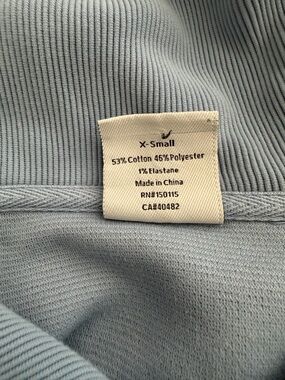 X-Small
53% Cotton 46% Polyester
1% Elastane
Made in China
RN#150115
CA#40482